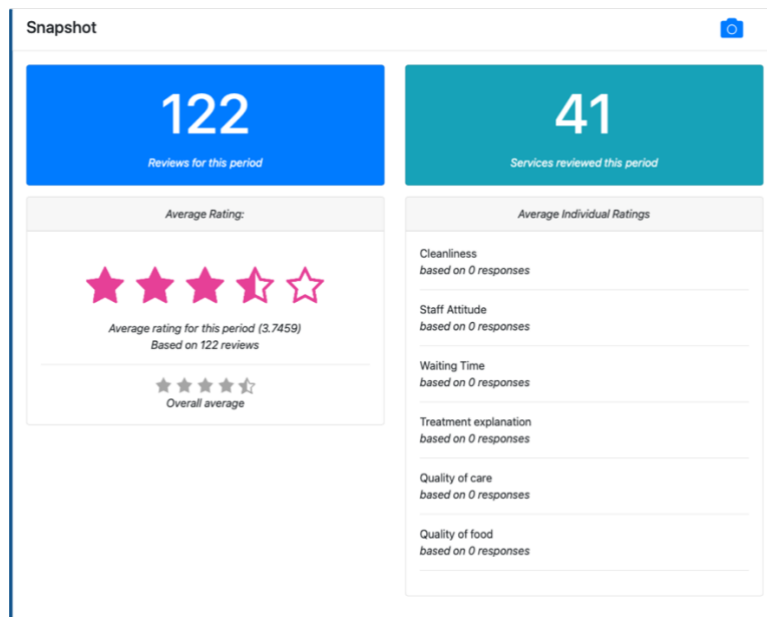 Snapshot
122
Reviews for this period
41
Services reviewed this period
Average Rating:
Average rating for this period (3.7459)
Based on 122 reviews
Overall average
Average Individual Ratings
Cleanliness
based on 0 responses
Staff Attitude
based on 0 responses
Waiting Time
based on 0 responses
Treatment explanation
based on 0 responses
Quality of care
based on 0 responses
Quality of food
based on 0 responses